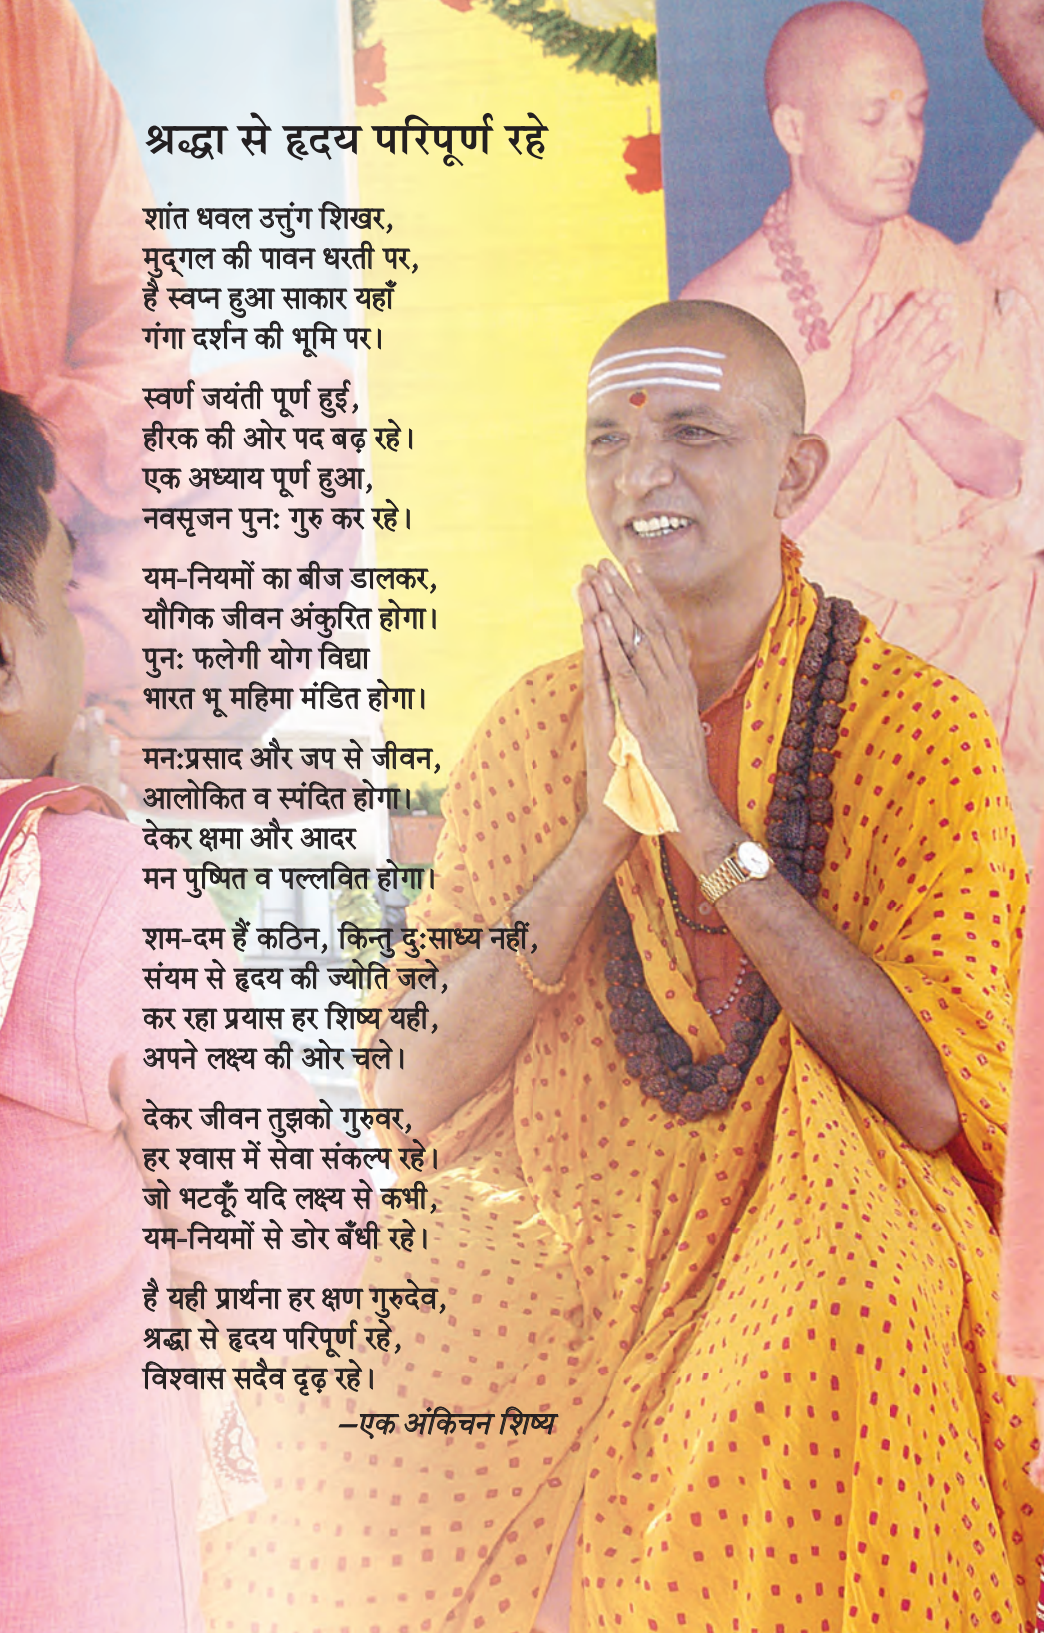 श्रद्धा से हृदय परिपूर्ण रहे
शांत धवल उत्तुंग शिखर,
मुद्गल की पावन धरती पर,
है स्वप्न हुआ साकार यहाँ
गंगा दर्शन की भूमि पर।
स्वर्ण जयंती पूर्ण हुई,
हीरक की ओर पद बढ़ रहे।
एक अध्याय पूर्ण हुआ,
नवसृजन पुनः गुरु कर रहे।
यम-नियमों का बीज डालकर,
यौगिक जीवन अंकुरित होगा।
पुनः फलेगी योग विद्या
भारत भू महिमा मंडित होगा।
मनःप्रसाद और जप से जीवन,
आलोकित व स्पंदित होगा।
देकर क्षमा और आदर
मन पुष्पित व पल्लवित होगा।
शम-दम हैं कठिन, किन्तु दुःसाध्य नहीं,
संयम से हृदय की ज्योति जले,
कर रहा प्रयास हर शिष्य यही,
अपने लक्ष्य की ओर चले।
देकर जीवन तुझको गुरुवर,
हर श्वास में सेवा संकल्प रहे।
जो भटकूँ यदि लक्ष्य से कभी,
यम-नियमों से डोर बँधी रहे।
है यही प्रार्थना हर क्षण गुरुदेव,
श्रद्धा से हृदय परिपूर्ण रहे,
विश्वास सदैव दृढ़ रहे।
–एक अंकिचन शिष्य